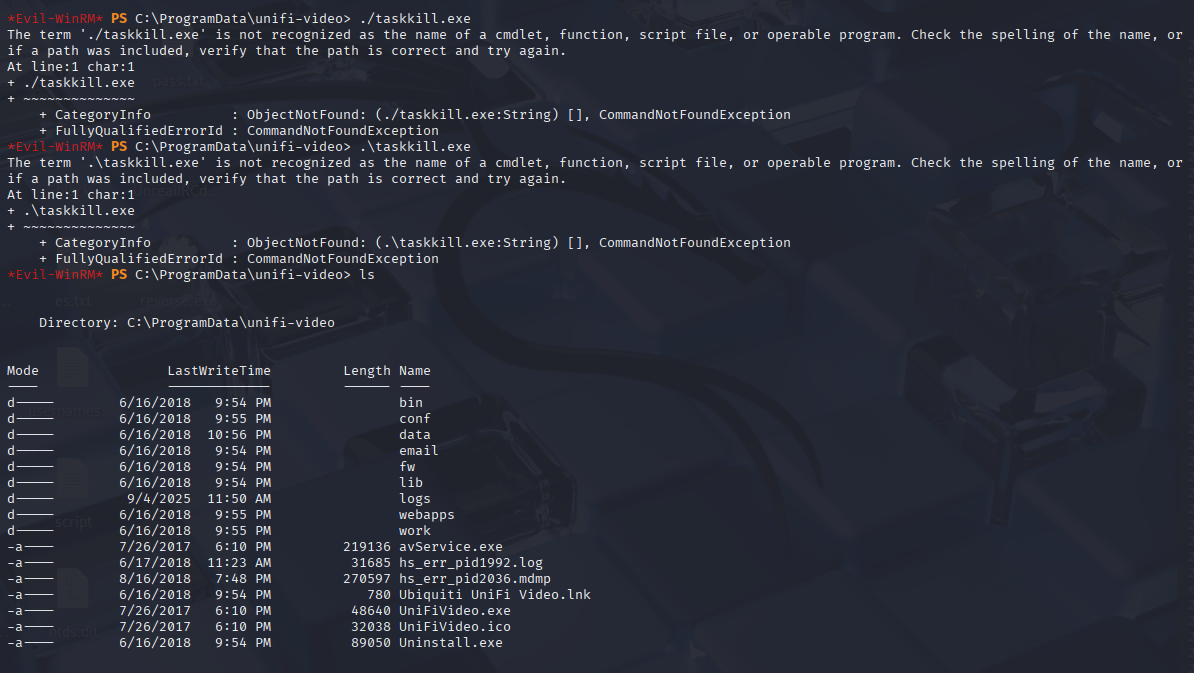 *Evil-WinRM* PS C:\ProgramData\unifi-video> ./taskkill.exe
The term './taskkill.exe' is not recognized as the name of a cmdlet, function, script file, or operable program. Check the spelling of the name, or
if a path was included, verify that the path is correct and try again.
At line:1 char:1
+ ./taskkill.exe
+ ~~~~~~~~~~~~~~
    + CategoryInfo          : ObjectNotFound: (./taskkill.exe:String) [], CommandNotFoundException
    + FullyQualifiedErrorId : CommandNotFoundException
*Evil-WinRM* PS C:\ProgramData\unifi-video> .\taskkill.exe
The term '.\taskkill.exe' is not recognized as the name of a cmdlet, function, script file, or operable program. Check the spelling of the name, or
if a path was included, verify that the path is correct and try again.
At line:1 char:1
+ .\taskkill.exe
+ ~~~~~~~~~~~~~~
    + CategoryInfo          : ObjectNotFound: (.\taskkill.exe:String) [], CommandNotFoundException
    + FullyQualifiedErrorId : CommandNotFoundException
*Evil-WinRM* PS C:\ProgramData\unifi-video> ls
    Directory: C:\ProgramData\unifi-video
Mode                LastWriteTime         Length Name
----                -------------         ------ ----
d-----        6/16/2018   9:54 PM                bin
d-----        6/16/2018   9:55 PM                conf
d-----        6/16/2018  10:56 PM                data
d-----        6/16/2018   9:54 PM                email
d-----        6/16/2018   9:54 PM                fw
d-----        6/16/2018   9:54 PM                lib
d-----         9/4/2025  11:50 AM                logs
d-----        6/16/2018   9:55 PM                webapps
d-----        6/16/2018   9:55 PM                work
-a----        7/26/2017   6:10 PM         219136 avService.exe
-a----        6/17/2018  11:23 AM          31685 hs_err_pid1992.log
-a----        8/16/2018   7:48 PM         270597 hs_err_pid2036.mdmp
-a----        6/16/2018   9:54 PM            780 Ubiquiti UniFi Video.lnk
-a----        7/26/2017   6:10 PM          48640 UniFiVideo.exe
-a----        7/26/2017   6:10 PM          32038 UniFiVideo.ico
-a----        6/16/2018   9:54 PM          89050 Uninstall.exe